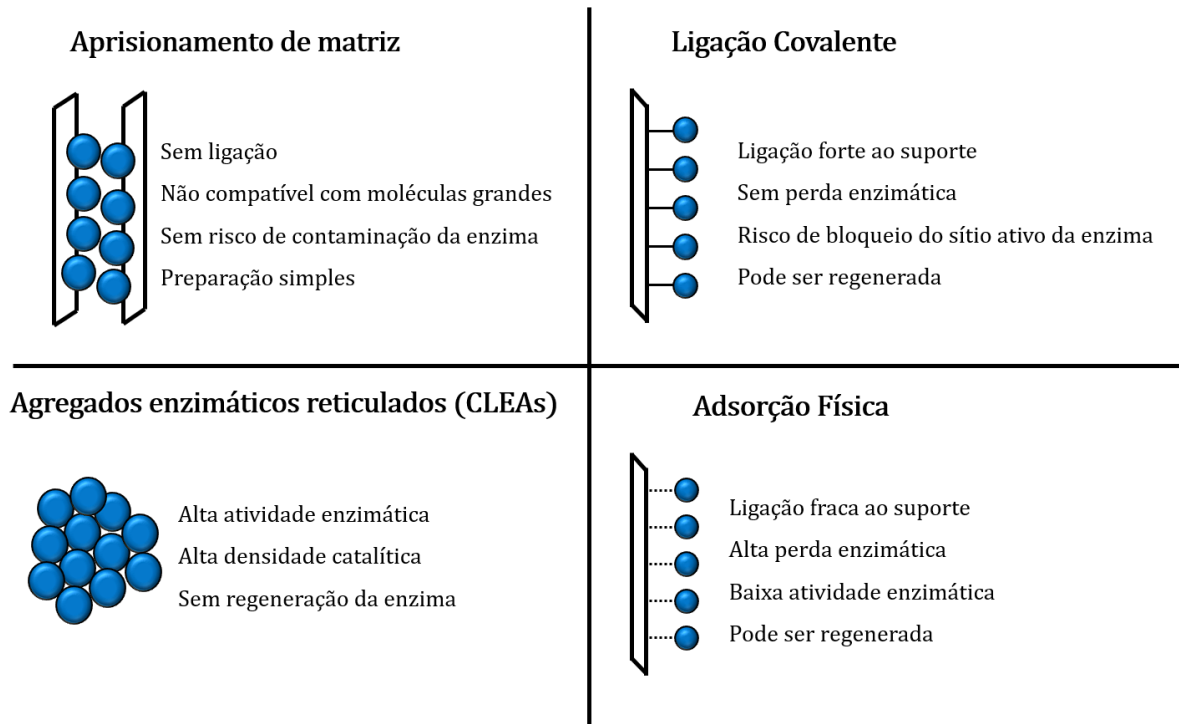 Aprisionamento de matriz
Sem ligação
Não compatível com moléculas grandes
Sem risco de contaminação da enzima
Preparação simples
Ligação Covalente
Ligação forte ao suporte
Sem perda enzimática
Risco de bloqueio do sítio ativo da enzima
Pode ser regenerada
Agregados enzimáticos reticulados (CLEAs)
Alta atividade enzimática
Alta densidade catalítica
Sem regeneração da enzima
Adsorção Física
Ligação fraca ao suporte
Alta perda enzimática
Baixa atividade enzimática
Pode ser regenerada